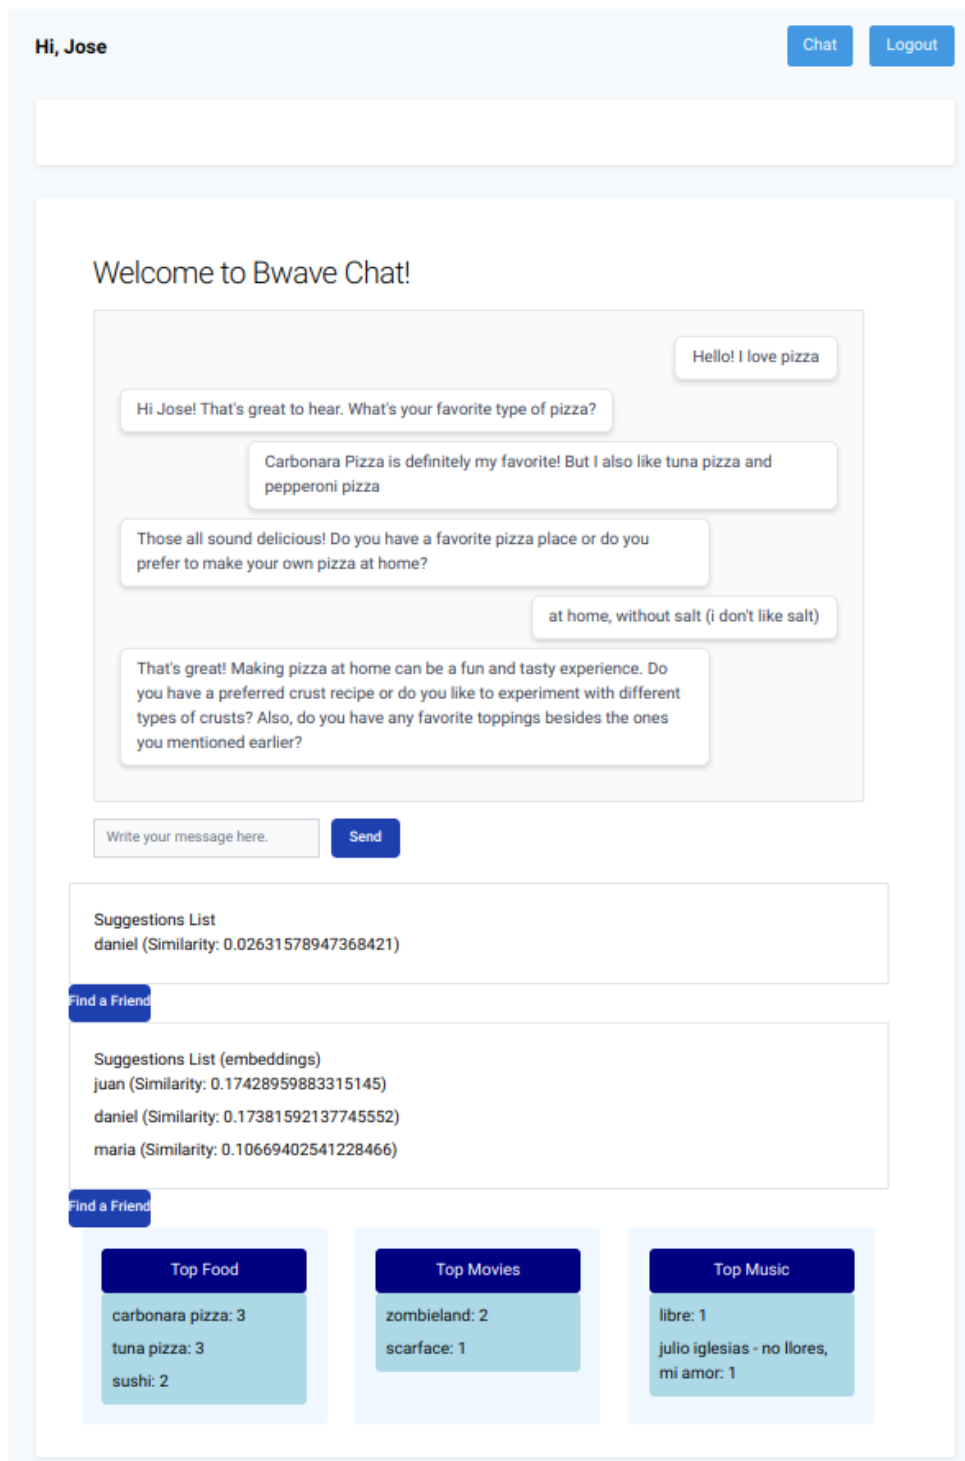 Hi, Jose
Chat
Logout
Welcome to Bwave Chat!
Hello! I love pizza
Hi Jose! That's great to hear. What's your favorite type of pizza?
Carbonara Pizza is definitely my favorite! But I also like tuna pizza and
pepperoni pizza
Those all sound delicious! Do you have a favorite pizza place or do you
prefer to make your own pizza at home?
at home, without salt (i don't like salt)
That's great! Making pizza at home can be a fun and tasty experience. Do
you have a preferred crust recipe or do you like to experiment with different
types of crusts? Also, do you have any favorite toppings besides the ones
you mentioned earlier?
Write your message here.
Send
Suggestions List
daniel (Similarity: 0.02631578947368421)
Find a Friend
Suggestions List (embeddings)
juan (Similarity: 0.17428959883315145)
daniel (Similarity: 0.17381592137745552)
maria (Similarity: 0.10669402541228466)
Find a Friend
Top Food
carbonara pizza: 3
tuna pizza: 3
sushi: 2
Top Movies
zombieland: 2
scarface: 1
Top Music
libre: 1
julio iglesias - no llores,
mi amor: 1